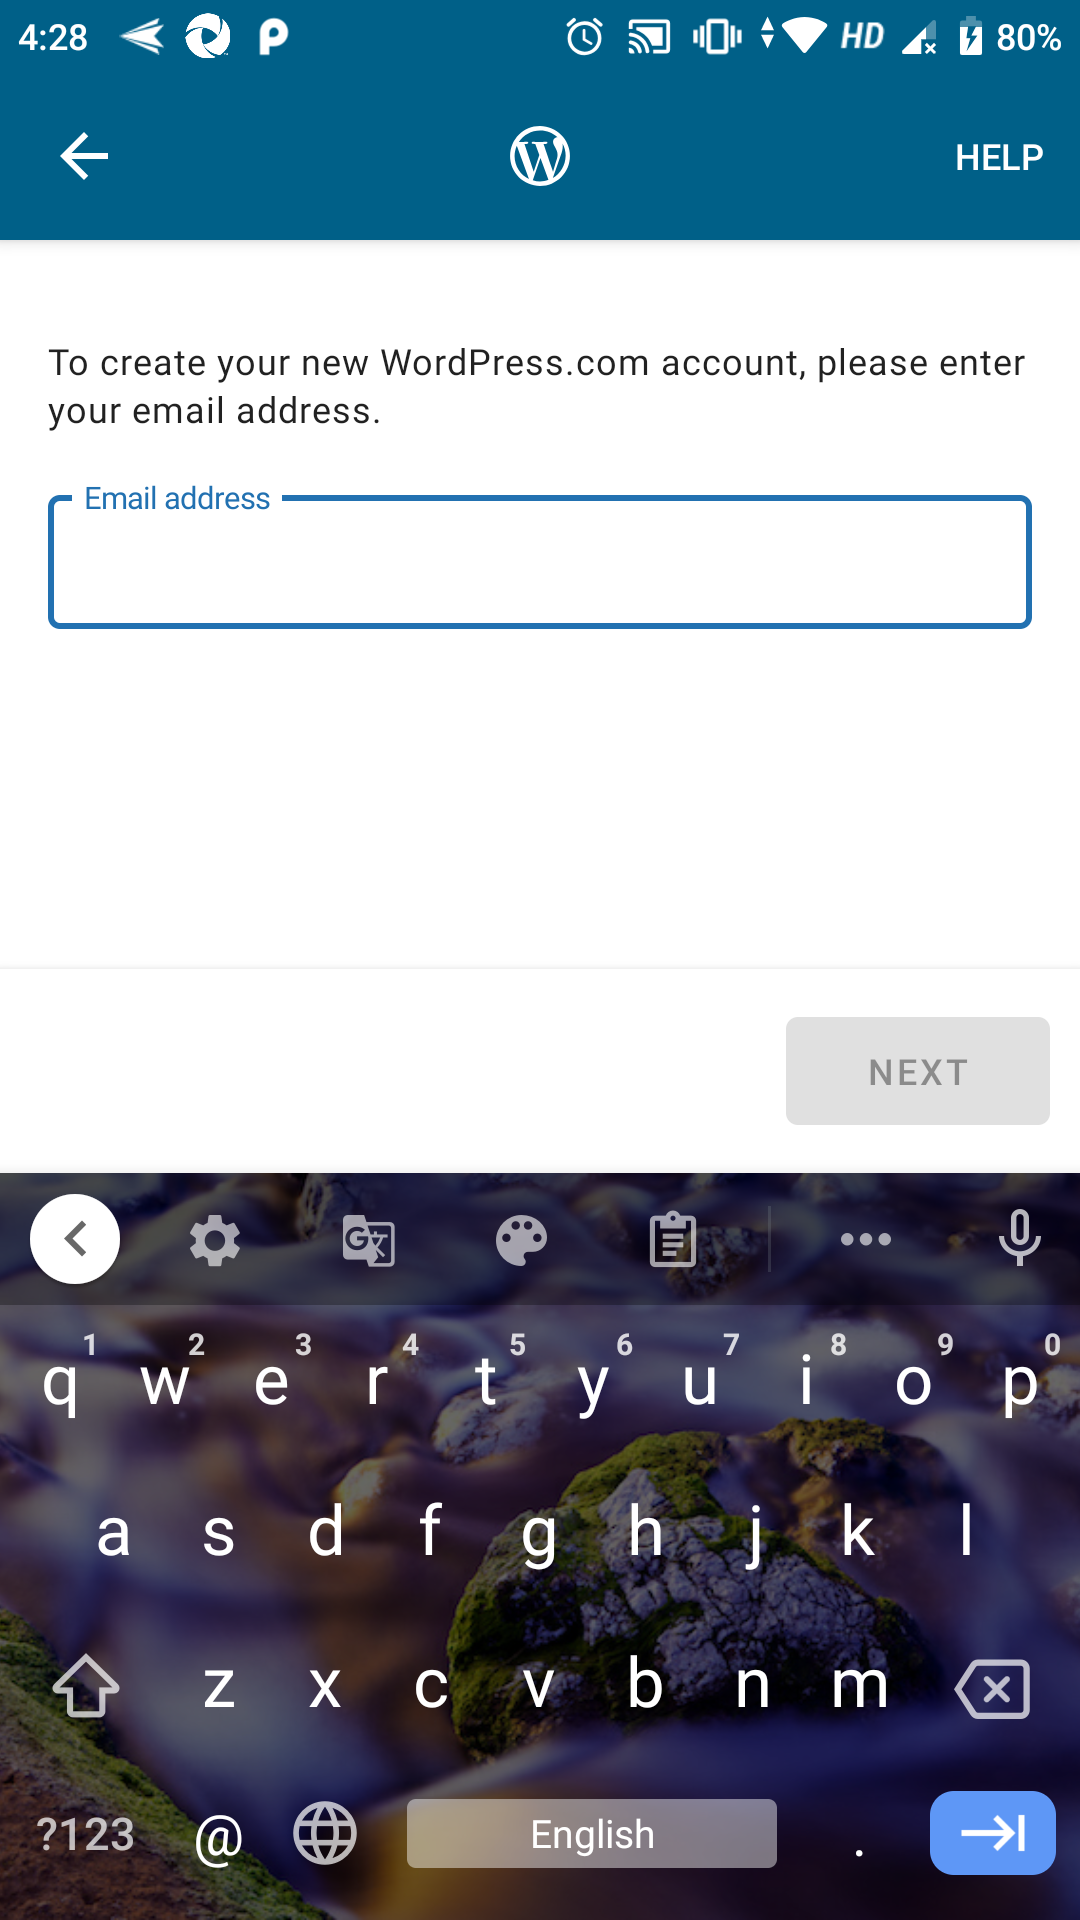 4:28
HD
80%
HELP
To create your new WordPress.com account, please enter
your email address.
Email address
NEXT
1 2 3 4 5 6 7 8 9 0
q w e r t y u i o p
a s d f g h j k l
z x c v b n m
?123 @ English .